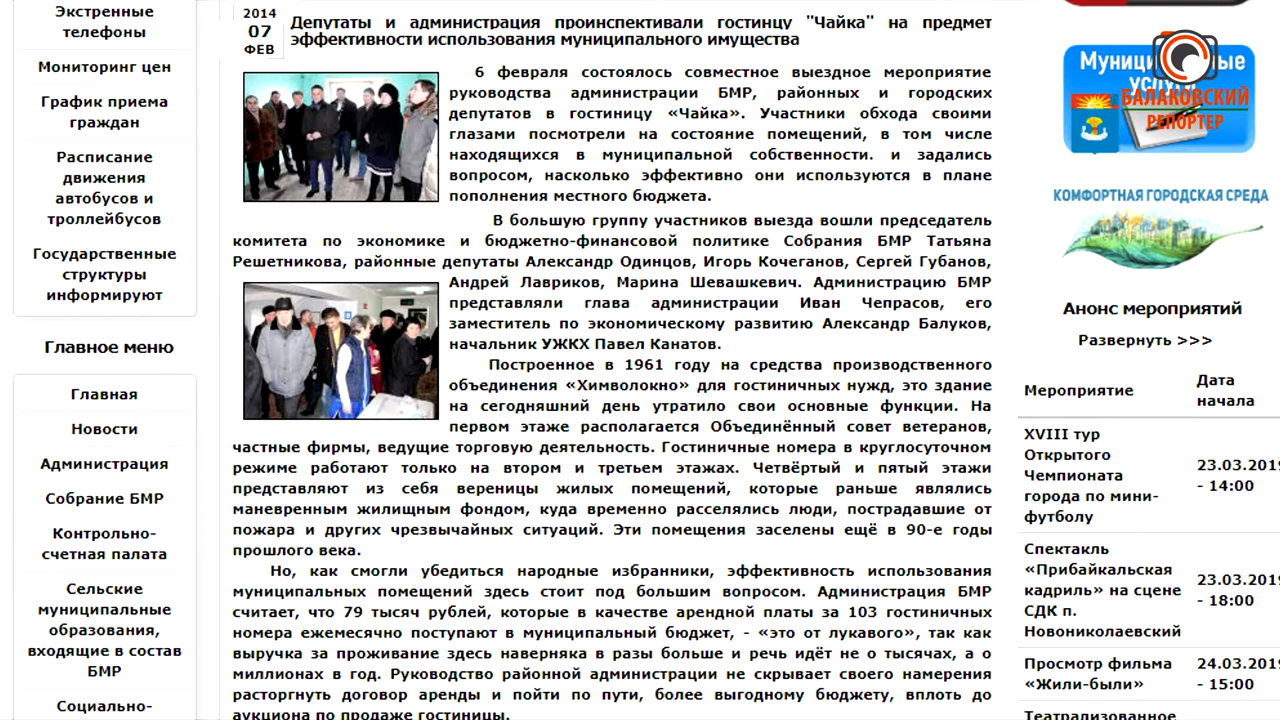 Экстренные
телефоны
Мониторинг цен
График приема
граждан
Расписание
движения
автобусов и
троллейбусов
Государственные
структуры
информируют
Главное меню
Главная
Новости
Администрация
Собрание БМР
Контрольно-
счетная палата
Сельские
муниципальные
образования,
входящие в состав
БМР
Социально-
2014
07
ФЕВ
Депутаты и администрация проинспективали гостинцу "Чайка" на предмет
эффективности использования муниципального имущества
6 февраля состоялось совместное выездное мероприятие
руководства администрации БМР, районных и городских
депутатов в гостиницу «Чайка». Участники обхода своими
глазами посмотрели на состояние помещений, в том числе
находящихся в муниципальной собственности. и задались
вопросом, насколько эффективно они используются в плане
пополнения местного бюджета.
В большую группу участников выезда вошли председатель
комитета по экономике и бюджетно-финансовой политике Собрания БМР Татьяна
Решетникова, районные депутаты Александр Одинцов, Игорь Кочеганов, Сергей Губанов,
Андрей Лавриков, Марина Шевашкевич. Администрацию БМР
представляли глава администрации Иван Чепрасов, его
заместитель по экономическому развитию Александр Балуков,
начальник УЖКХ Павел Канатов.
Построенное в 1961 году на средства производственного
объединения «Химволокно» для гостиничных нужд, это здание
на сегодняшний день утратило свои основные функции. На
первом этаже располагается Объединённый совет ветеранов,
частные фирмы, ведущие торговую деятельность. Гостиничные номера в круглосуточном
режиме работают только на втором и третьем этажах. Четвёртый и пятый этажи
представляют из себя вереницы жилых помещений, которые раньше являлись
маневренным жилищным фондом, куда временно расселялись люди, пострадавшие от
пожара и других чрезвычайных ситуаций. Эти помещения заселены ещё в 90-е годы
прошлого века.
Но, как смогли убедиться народные избранники, эффективность использования
муниципальных помещений здесь стоит под большим вопросом. Администрация БМР
считает, что 79 тысяч рублей, которые в качестве арендной платы за 103 гостиничных
номера ежемесячно поступают в муниципальный бюджет, - «это от лукавого», так как
выручка за проживание здесь наверняка в разы больше и речь идёт не о тысячах, а о
миллионах в год. Руководство районной администрации не скрывает своего намерения
расторгнуть договор аренды и пойти по пути, более выгодному бюджету, вплоть до
аукциона по продаже гостиницы.
БАЛАКОВСКИЙ
РЕПОРТЕР
КОМФОРТНАЯ ГОРОДСКАЯ СРЕДА
Анонс мероприятий
Развернуть >>>
Мероприятие
Дата
начала
XVIII тур
Открытого
Чемпионата
города по мини-
футболу
23.03.2019
- 14:00
Спектакль
«Прибайкальская
кадриль» на сцене
СДК п.
Новониколаевский
23.03.2019
- 18:00
Просмотр фильма
«Жили-были»
24.03.2019
- 15:00
Театрализованное